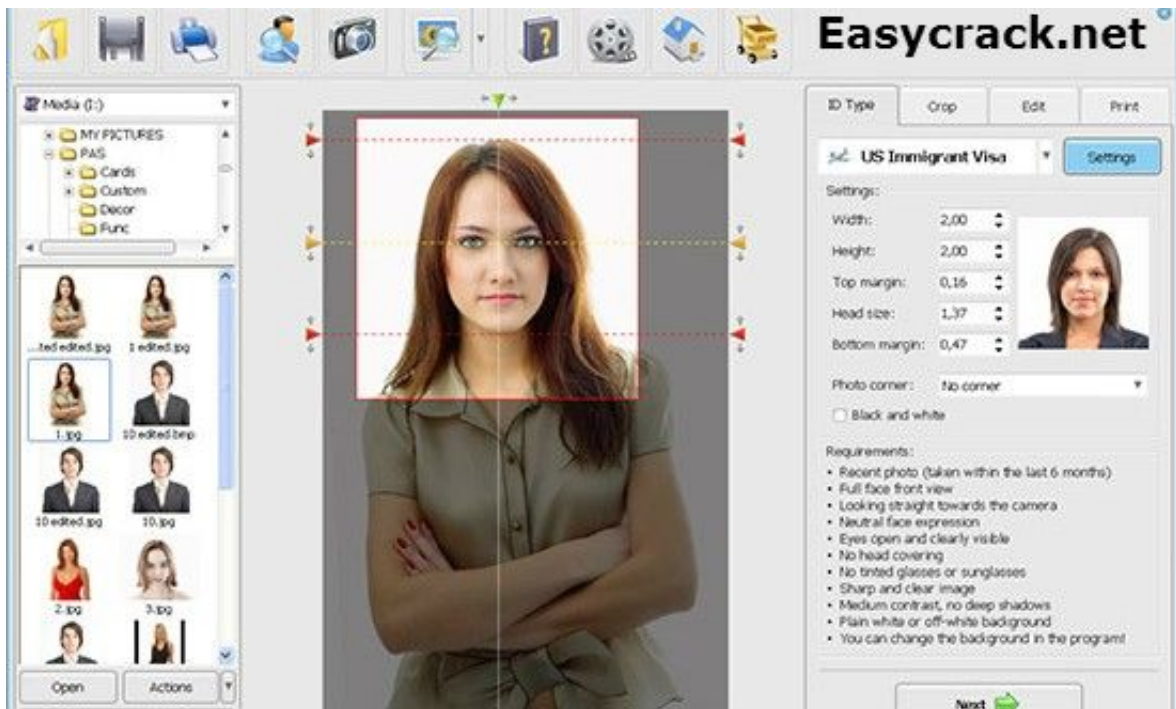 Easycrack.net
Media (I:)
MY PICTURES
PAS
Cards
Custom
Decor
Func
...ted edited.jpg
1 edited.jpg
1.jpg
10 edited.bmp
10 edited.jpg
10.jpg
2.jpg
3.jpg
Open
Actions
ID Type
Crop
Edit
Print
US Immigrant Visa
Settings
Settings:
Width: 2,00
Height: 2,00
Top margin: 0,16
Head size: 1,37
Bottom margin: 0,47
Photo corner: No corner
Black and white
Requirements:
• Recent photo (taken within the last 6 months)
• Full face front view
• Looking straight towards the camera
• Neutral face expression
• Eyes open and clearly visible
• No head covering
• No tinted glasses or sunglasses
• Sharp and clear image
• Medium contrast, no deep shadows
• Plain white or off-white background
• You can change the background in the program!
Next